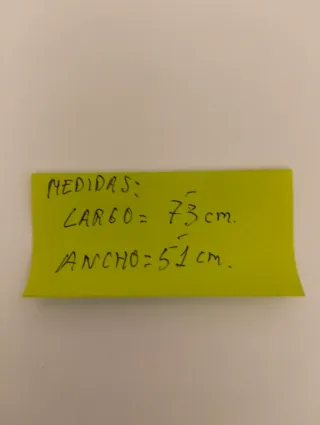 MEDIDAS:
LARGO = 73 cm.
ANCHO = 51 cm.